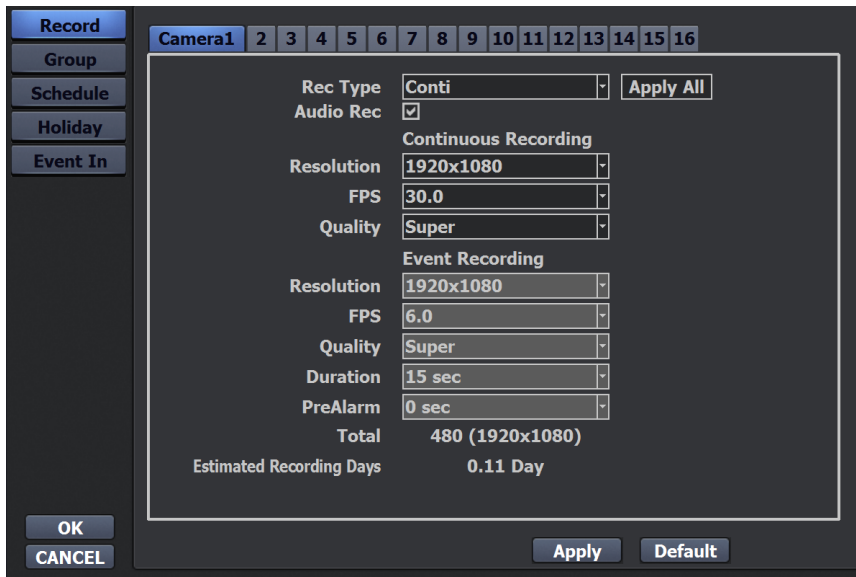 Record
Group
Schedule
Holiday
Event In
OK
CANCEL
Camera1 2 3 4 5 6 7 8 9 10 11 12 13 14 15 16
Rec Type Conti Apply All
Audio Rec
Continuous Recording
Resolution 1920x1080
FPS 30.0
Quality Super
Event Recording
Resolution 1920x1080
FPS 6.0
Quality Super
Duration 15 sec
PreAlarm 0 sec
Total 480 (1920x1080)
Estimated Recording Days 0.11 Day
Apply Default